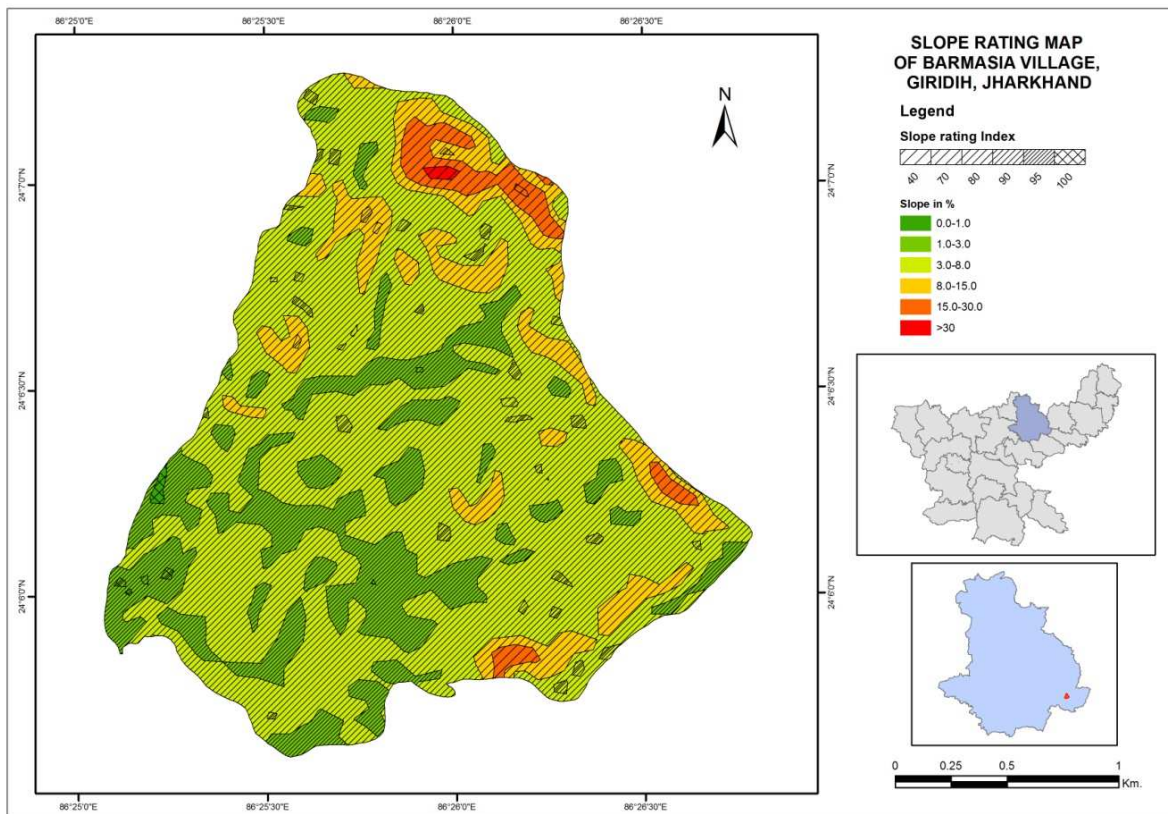 86°25'0"E
86°25'30"E
86°26'0"E
86°26'30"E
24°7'0"N
24°6'30"N
24°6'0"N
N
24°7'0"N
24°6'30"N
24°6'0"N
86°25'0"E
86°25'30"E
86°26'0"E
86°26'30"E
SLOPE RATING MAP
OF BARMASIA VILLAGE,
GIRIDIH, JHARKHAND
Legend
Slope rating Index
40 70 80 90 95 100
Slope in %
0.0-1.0
1.0-3.0
3.0-8.0
8.0-15.0
15.0-30.0
>30
0 0.25 0.5 1
Km.